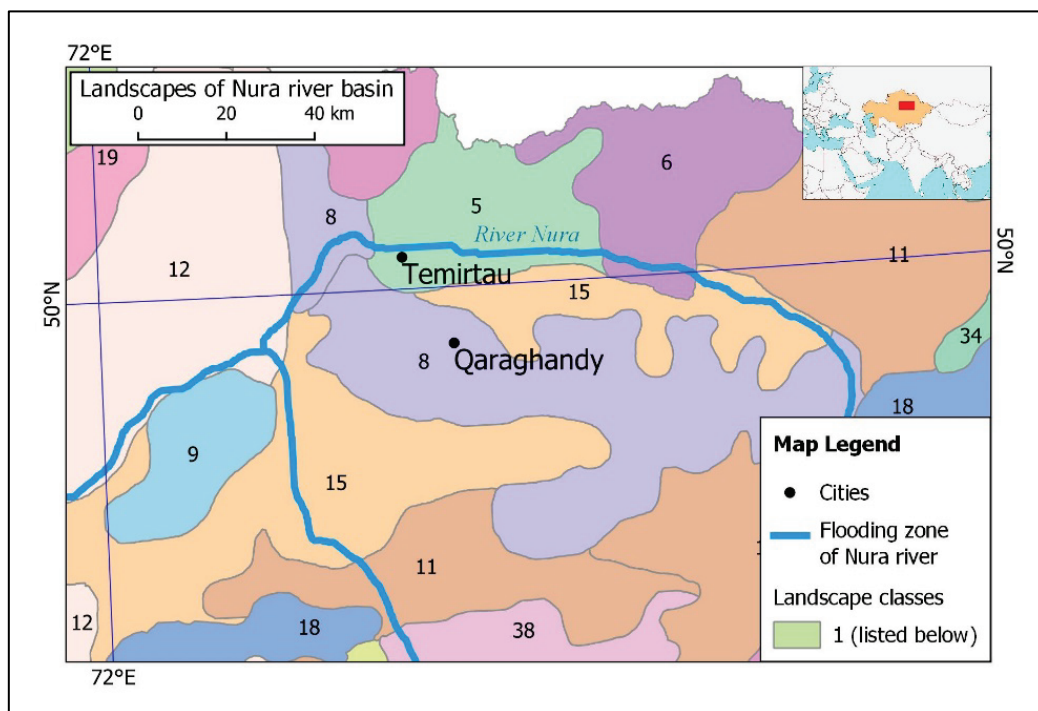 72°E
Landscapes of Nura river basin
0 20 40 km
19
6
8
5
River Nura
11
12
Temirtau
50°N
50°N
15
34
Qaraghandy
8
18
9
15
Map Legend
Cities
Flooding zone
of Nura river
11
Landscape classes
1 (listed below)
12
18
38
72°E